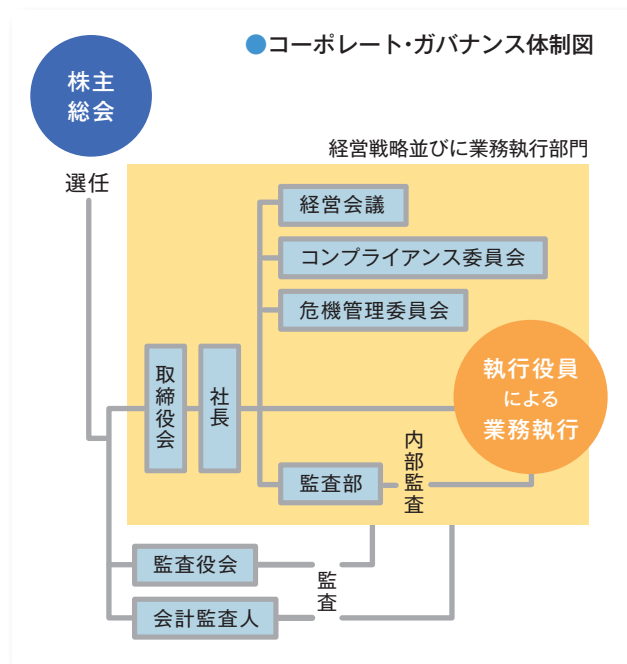 ●コーポレート・ガバナンス体制図
株主
総会
選任
経営戦略並びに業務執行部門
経営会議
コンプライアンス委員会
危機管理委員会
取締役会
社長
執行役員
による
業務執行
監査部
内部監査
監査役会
監査
会計監査人